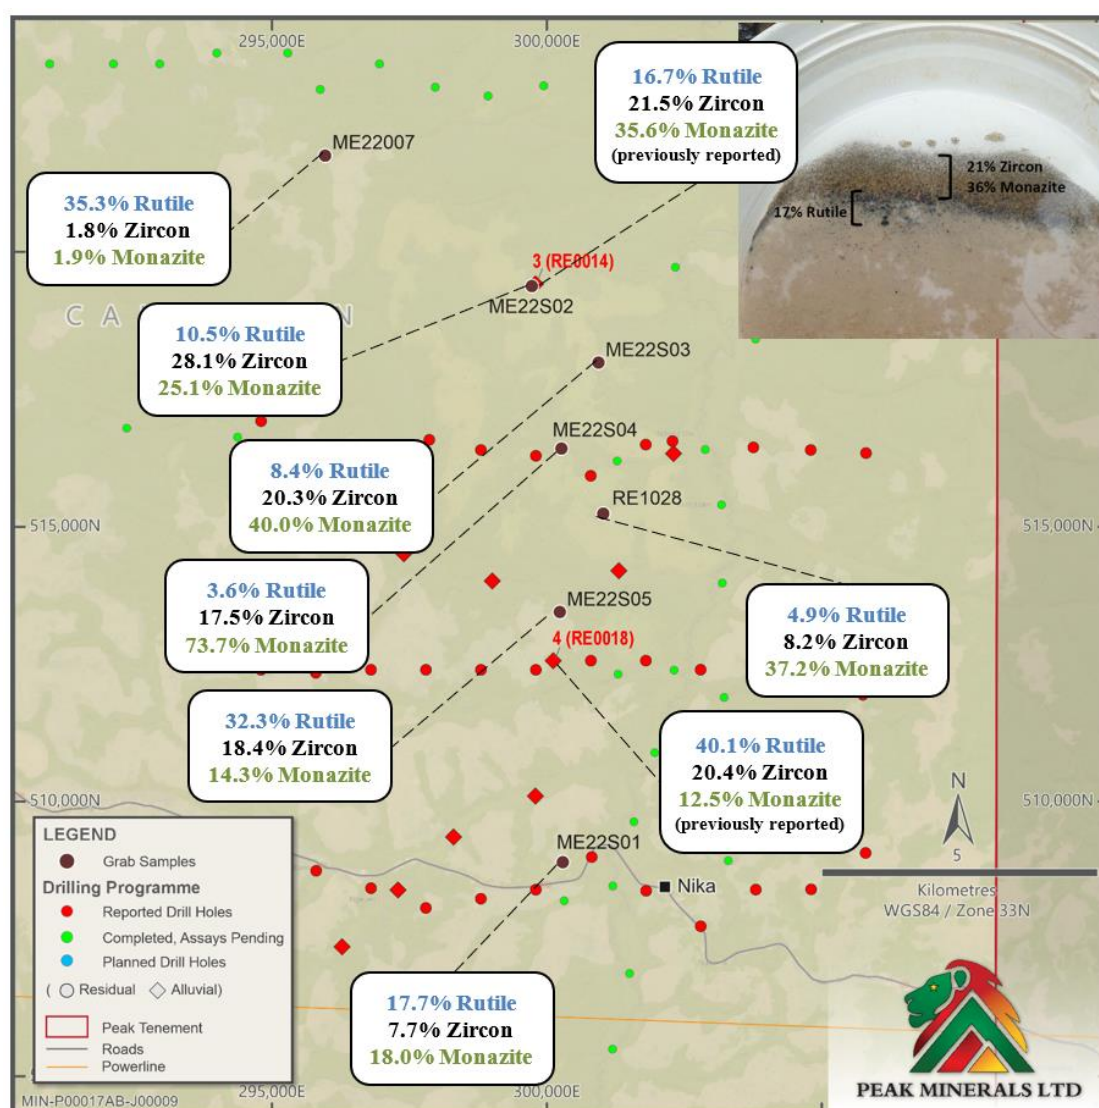 295,000E
300,000E
16.7% Rutile
21.5% Zircon
35.6% Monazite
(previously reported)
21% Zircon
36% Monazite
17% Rutile
ME22007
35.3% Rutile
1.8% Zircon
1.9% Monazite
3 (RE0014)
ME22S02
C A
N
10.5% Rutile
28.1% Zircon
25.1% Monazite
ME22S03
ME22S04
8.4% Rutile
20.3% Zircon
40.0% Monazite
RE1028
515,000N
515,000N
3.6% Rutile
17.5% Zircon
73.7% Monazite
ME22S05
4 (RE0018)
4.9% Rutile
8.2% Zircon
37.2% Monazite
32.3% Rutile
18.4% Zircon
14.3% Monazite
40.1% Rutile
20.4% Zircon
12.5% Monazite
(previously reported)
510,000N
510,000N
N
5
Kilometres
WGS84 / Zone 33N
ME22S01
Nika
LEGEND
Grab Samples
Drilling Programme
Reported Drill Holes
Completed, Assays Pending
Planned Drill Holes
( Residual Alluvial)
Peak Tenement
Roads
Powerline
17.7% Rutile
7.7% Zircon
18.0% Monazite
PEAK MINERALS LTD
MIN-P00017AB-J00009
295,000E
300,000E